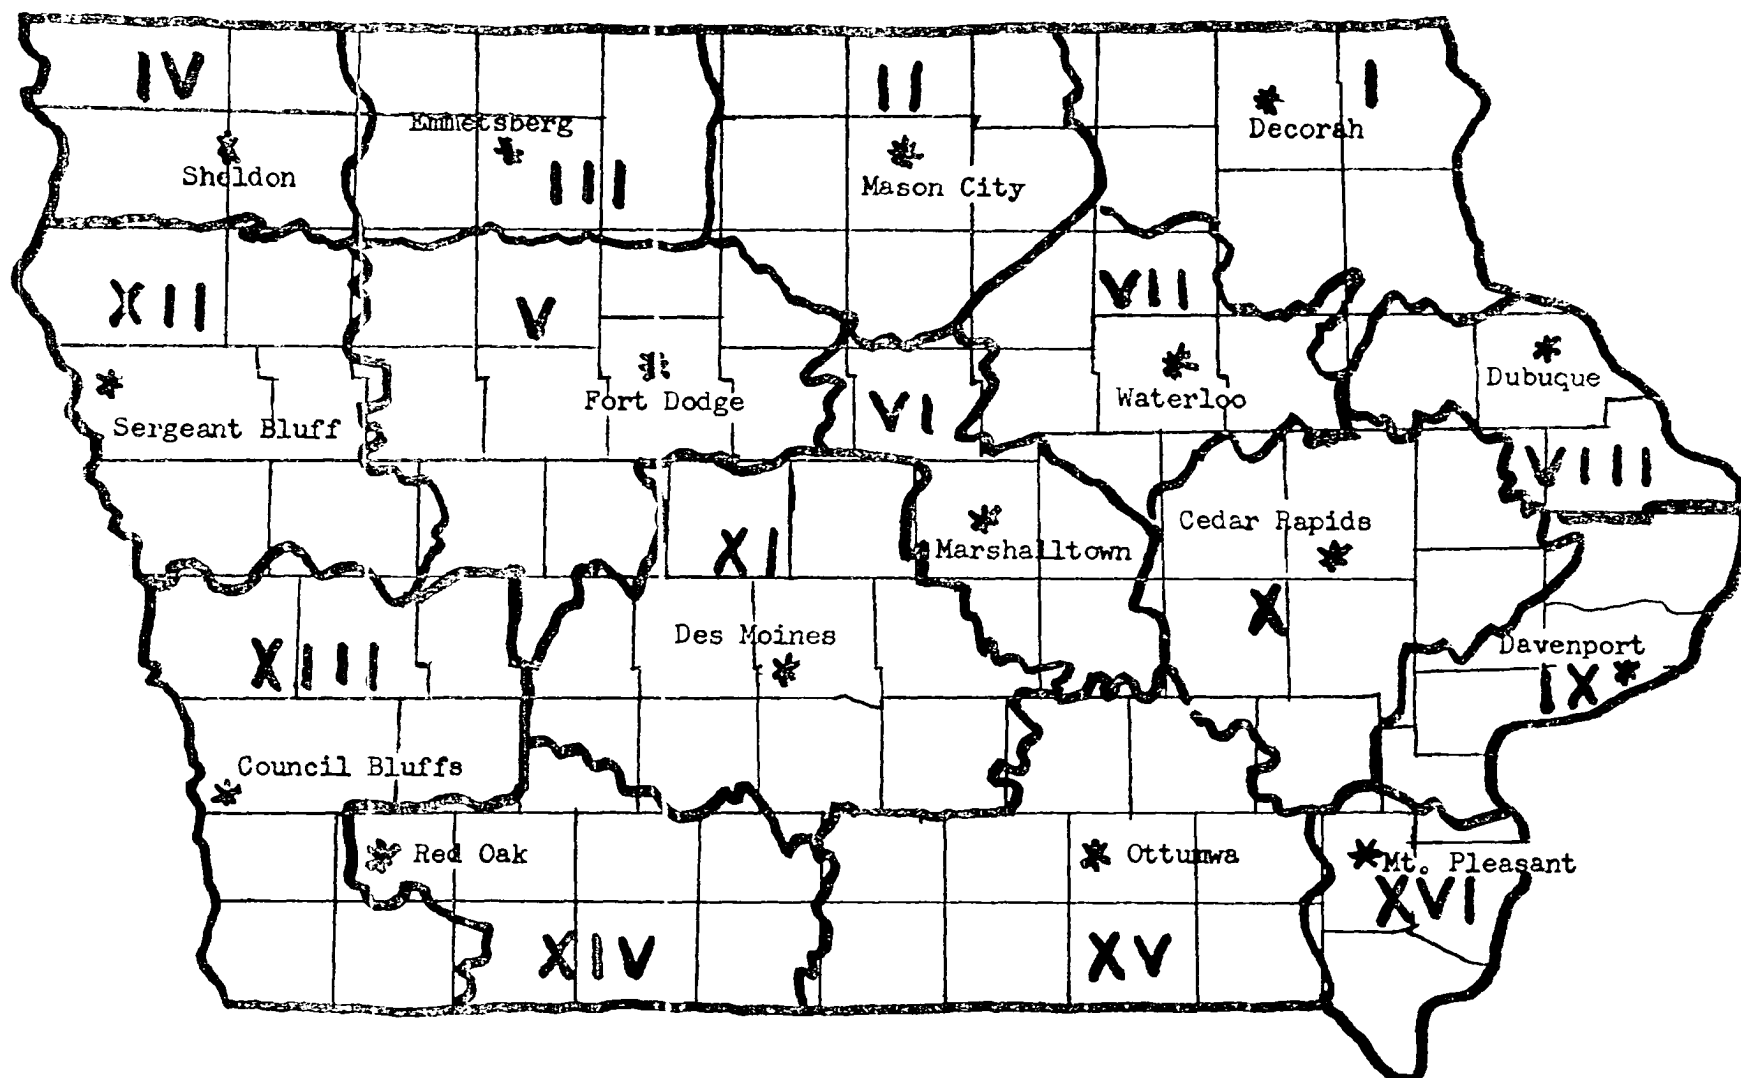 IV
II
I
Emmetsberg
Decorah
Sheldon
III
Mason City
XII
V
VII
Dubuque
Fort Dodge
Waterloo
VI
Sergeant Bluff
VIII
Cedar Rapids
XI
Marshalltown
X
Des Moines
Davenport
XIII
IX
Council Bluffs
Red Oak
Ottumwa
Mt. Pleasant
XVI
XIV
XV